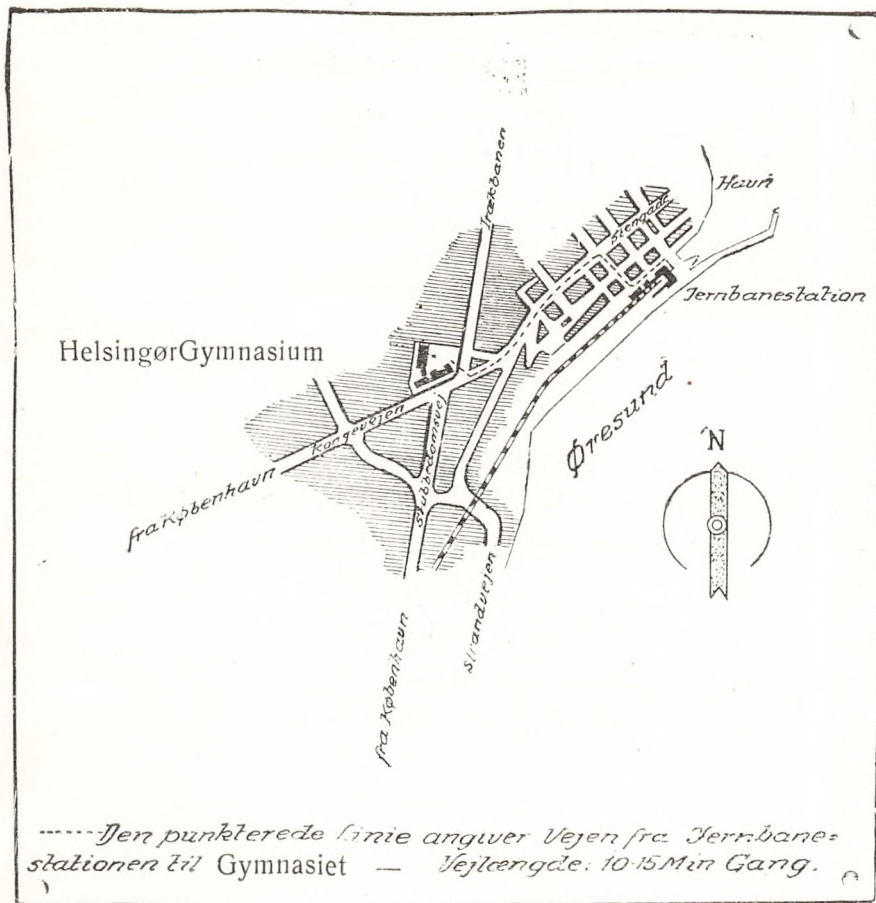 Trækbanen
Havn
Stengade
Jernbanestation
HelsingørGymnasium
Øresund
Kongevejen
N
Stubbedamsvej
fra København
Strandvejen
fra København
------Den punkterede Linie angiver Vejen fra Jernbane=
stationen til Gymnasiet — Vejlængde: 10-15 Min Gang.